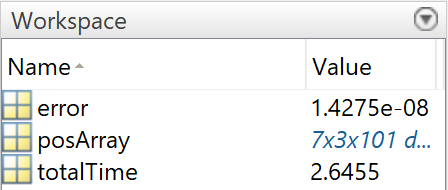 Workspace
Name Value
error 1.4275e-08
posArray 7x3x101 d...
totalTime 2.6455